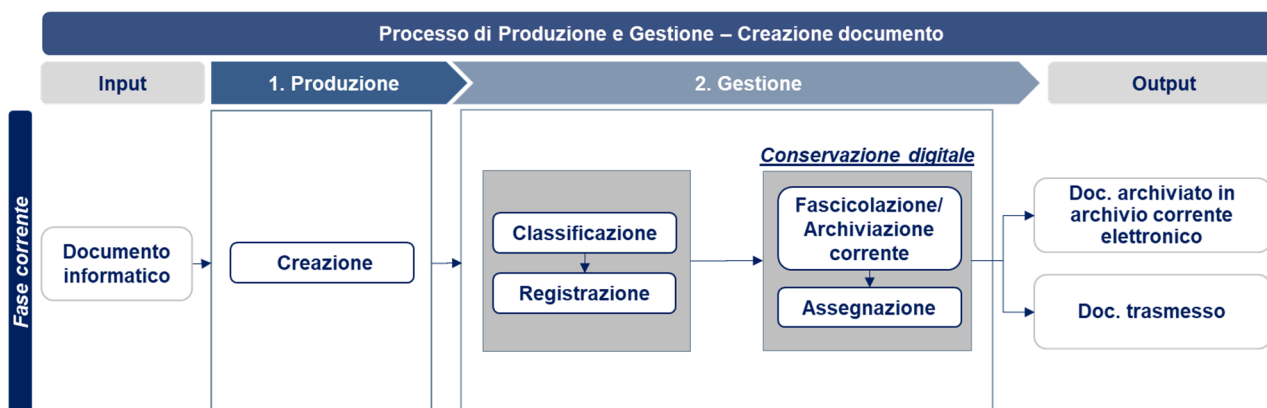 Processo di Produzione e Gestione – Creazione documento
Input
1. Produzione
2. Gestione
Output
Fase corrente
Documento
informatico
Creazione
Classificazione
Registrazione
Conservazione digitale
Fascicolazione/
Archiviazione
corrente
Assegnazione
Doc. archiviato in
archivio corrente
elettronico
Doc. trasmesso